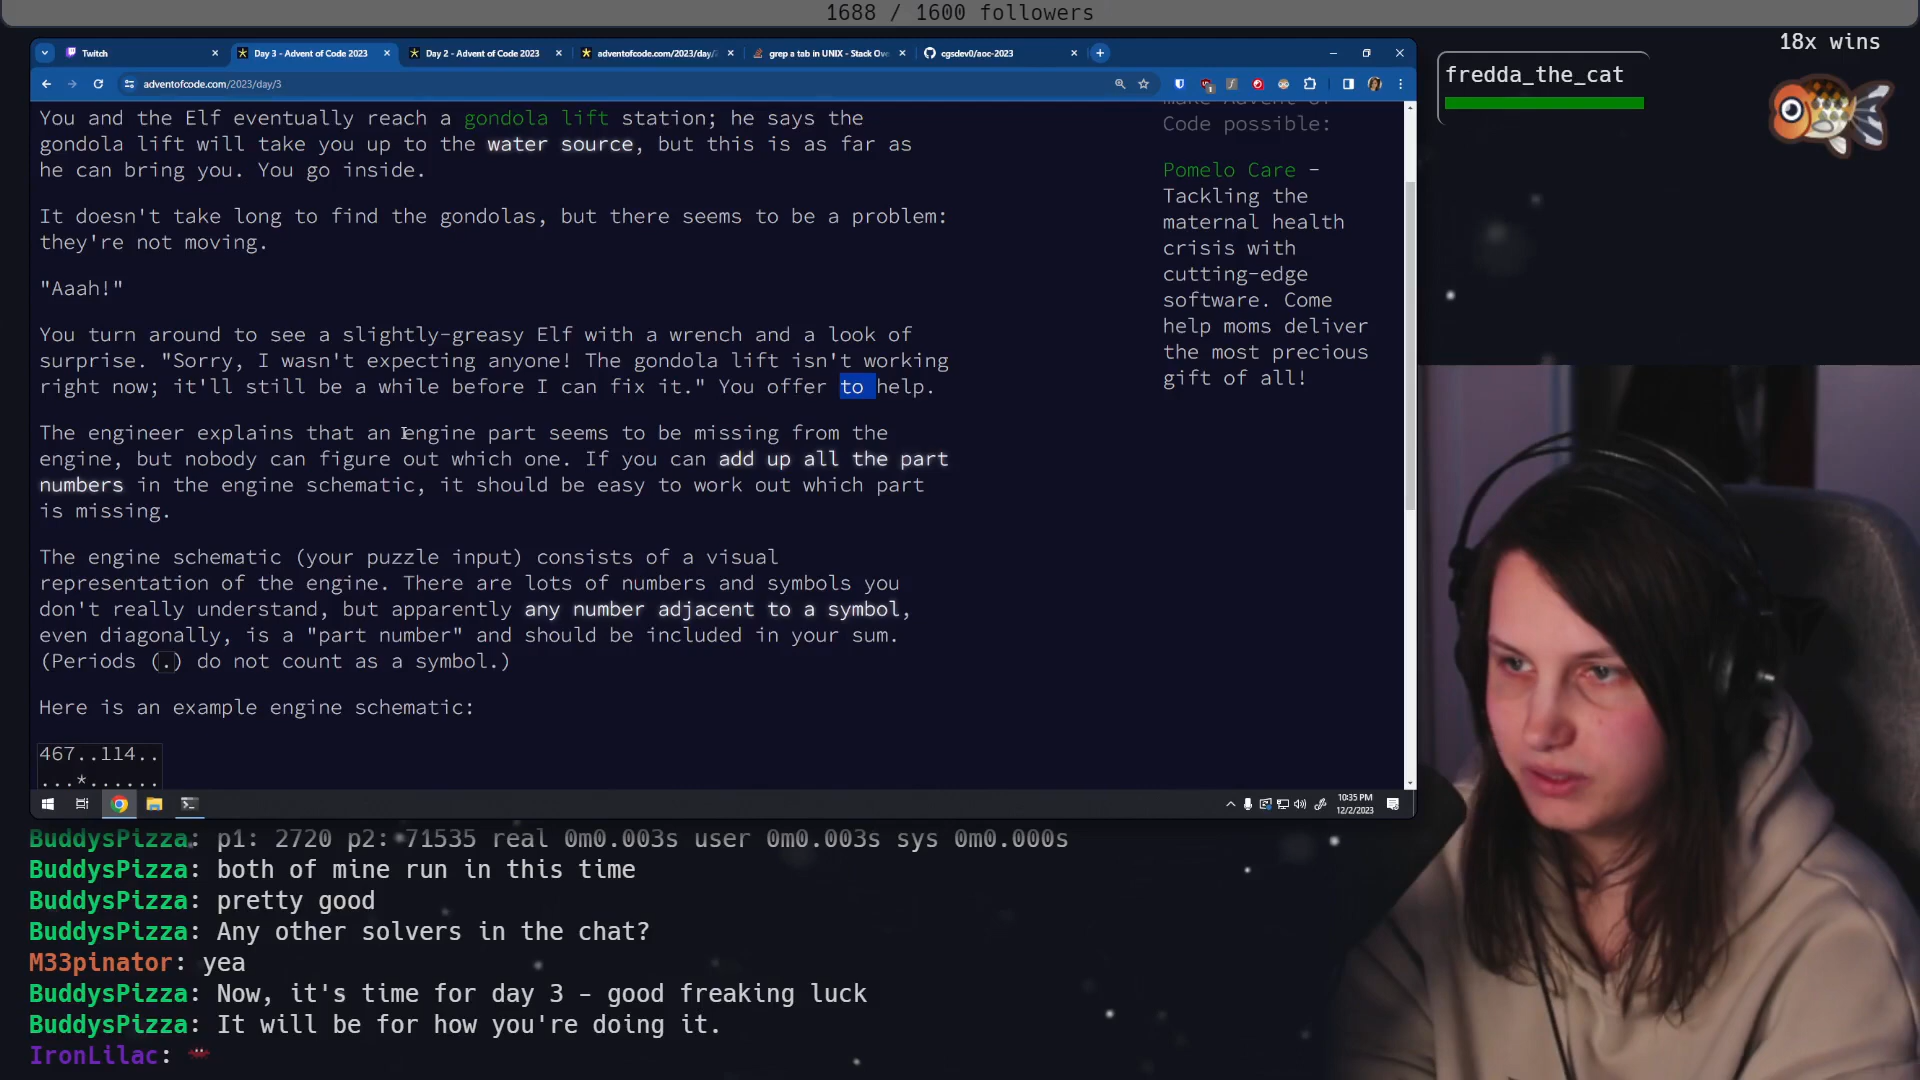 1688 / 1600 followers
18x wins
fredda_the_cat
Twitch
Day 3 - Advent of Code 2023
Day 2 - Advent of Code 2023
adventofcode.com/2023/day/
grep a tab in UNIX - Stack Ov
cgsdev0/aoc-2023
adventofcode.com/2023/day/3
You and the Elf eventually reach a gondola lift station; he says the
gondola lift will take you up to the water source, but this is as far as
he can bring you. You go inside.
It doesn't take long to find the gondolas, but there seems to be a problem:
they're not moving.
"Aaah!"
You turn around to see a slightly-greasy Elf with a wrench and a look of
surprise. "Sorry, I wasn't expecting anyone! The gondola lift isn't working
right now; it'll still be a while before I can fix it." You offer to help.
The engineer explains that an engine part seems to be missing from the
engine, but nobody can figure out which one. If you can add up all the part
numbers in the engine schematic, it should be easy to work out which part
is missing.
The engine schematic (your puzzle input) consists of a visual
representation of the engine. There are lots of numbers and symbols you
don't really understand, but apparently any number adjacent to a symbol,
even diagonally, is a "part number" and should be included in your sum.
(Periods (.) do not count as a symbol.)
Here is an example engine schematic:
467..114..
...*......
make Advent of
Code possible:
Pomelo Care -
Tackling the
maternal health
crisis with
cutting-edge
software. Come
help moms deliver
the most precious
gift of all!
10:35 PM
12/2/2023
BuddysPizza: p1: 2720 p2: 71535 real 0m0.003s user 0m0.003s sys 0m0.000s
BuddysPizza: both of mine run in this time
BuddysPizza: pretty good
BuddysPizza: Any other solvers in the chat?
M33pinator: yea
BuddysPizza: Now, it's time for day 3 - good freaking luck
BuddysPizza: It will be for how you're doing it.
IronLilac: